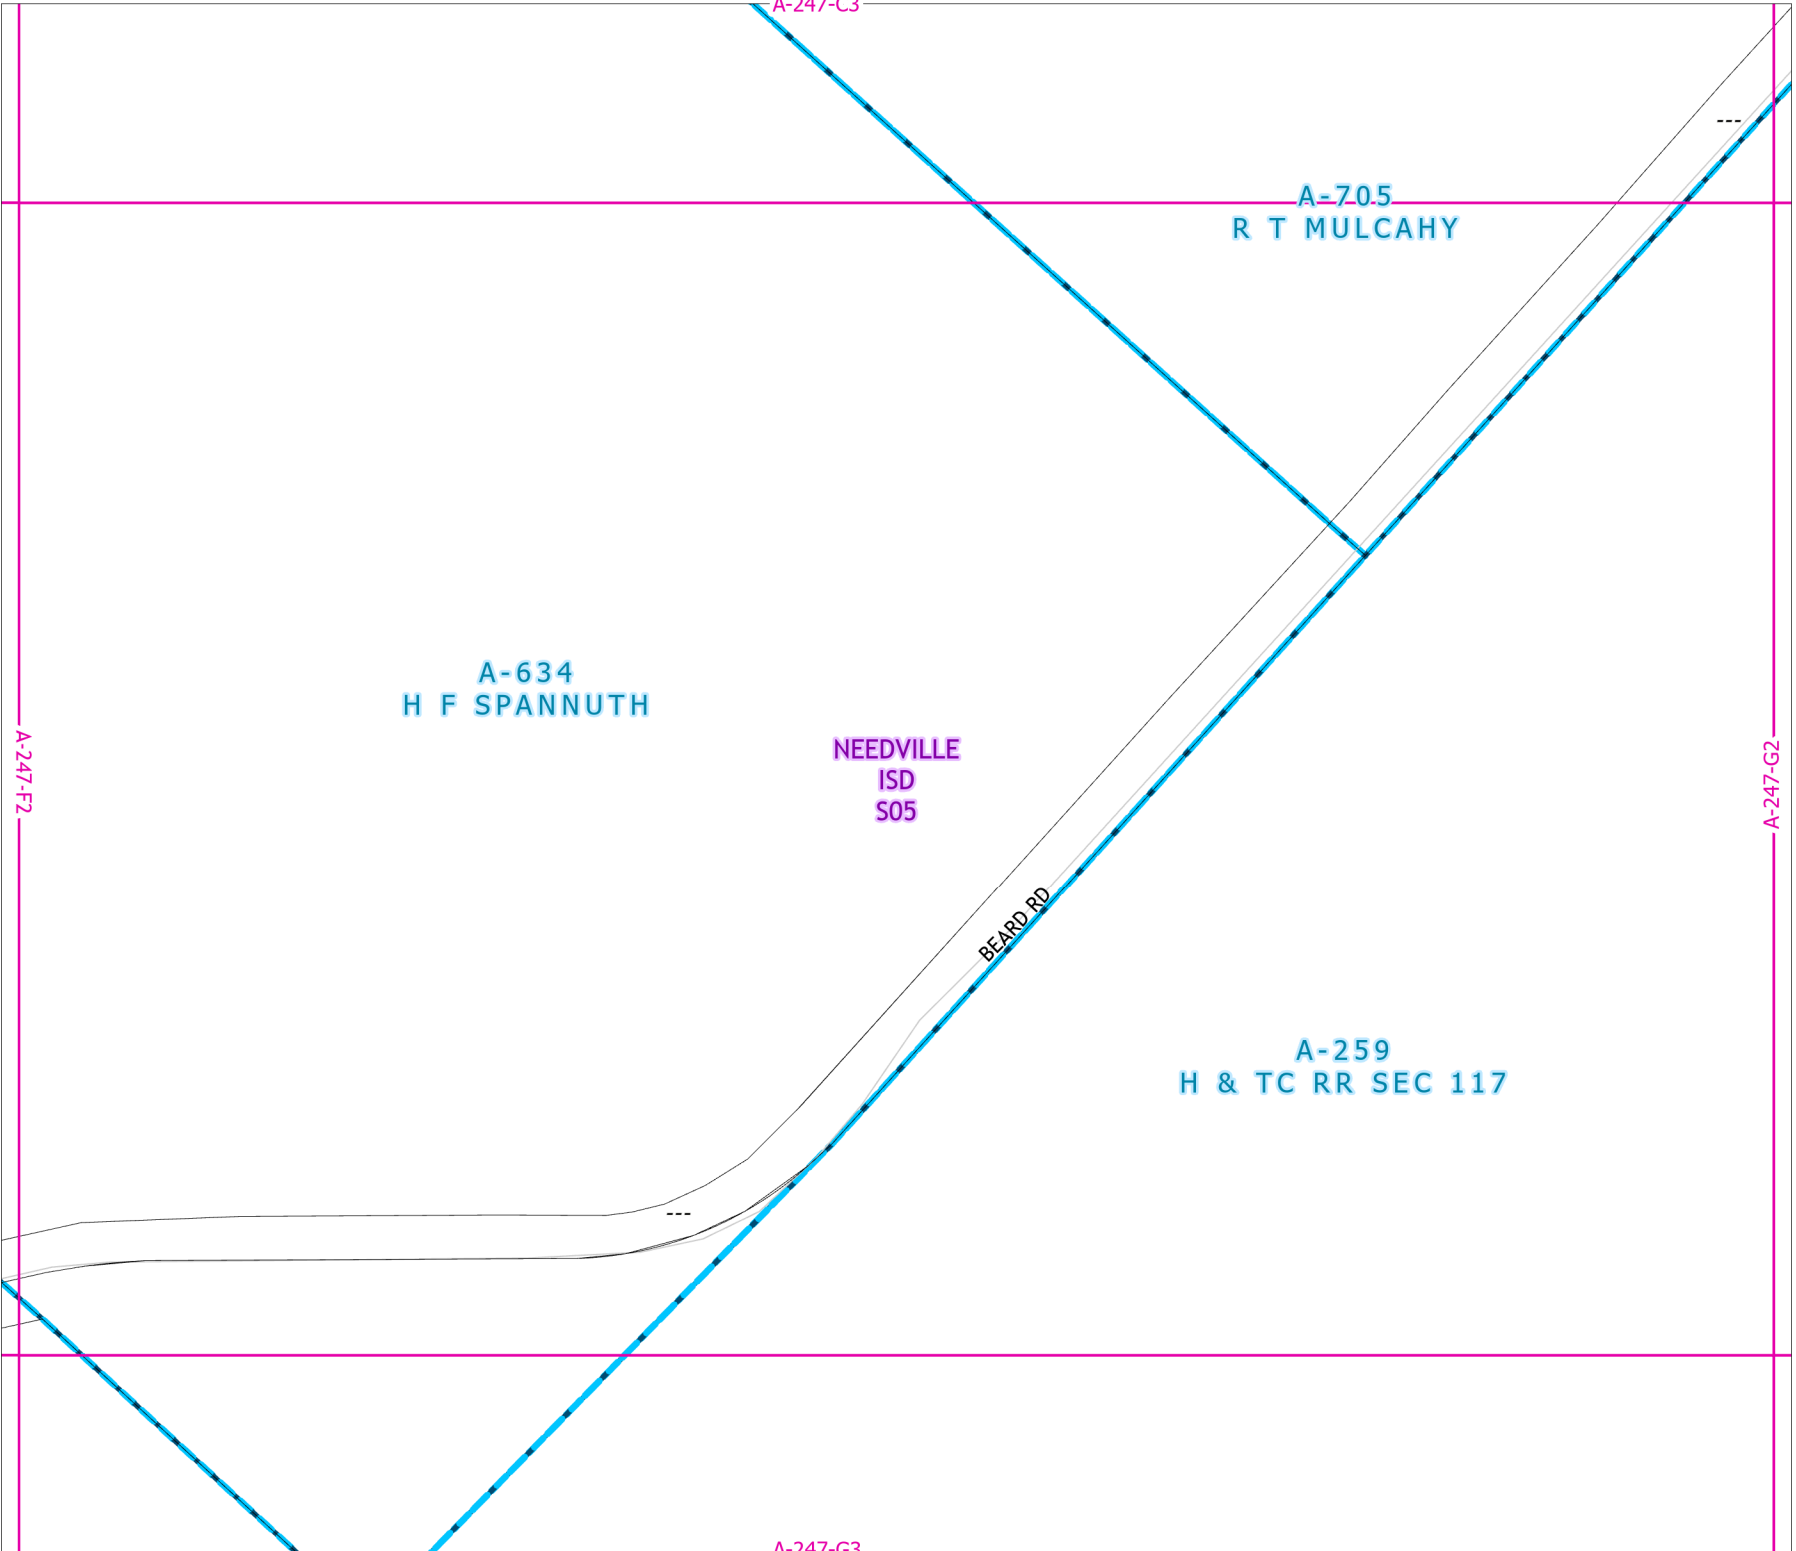 A-247-C3
---
A-705
R T MULCAHY
A-634
H F SPANNUTH
NEEDVILLE
ISD
S05
A-247-F2
A-247-G2
BEARD RD
A-259
H & TC RR SEC 117
---
A-247-G3